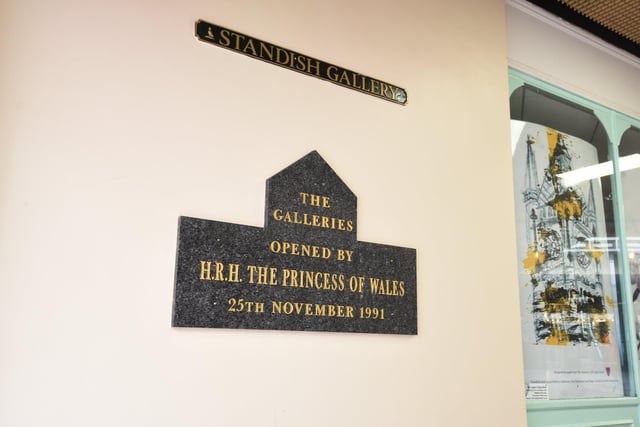 STANDISH GALLERY
THE
GALLERIES
OPENED BY
H.R.H. THE PRINCESS OF WALES
25TH NOVEMBER 1991